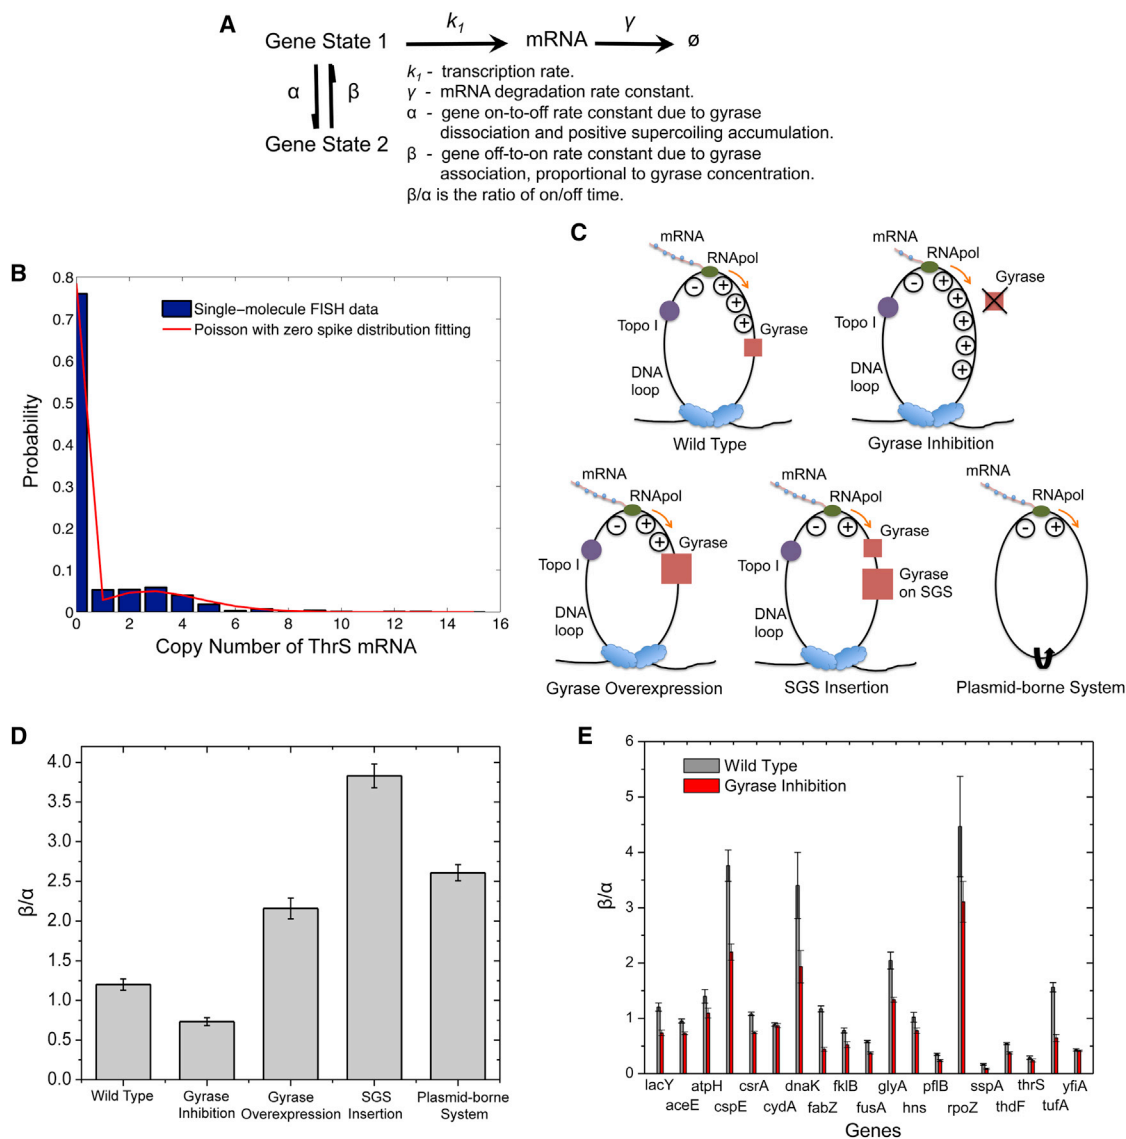 A
Gene State 1
k1
mRNA
γ
ø
α
β
Gene State 2
k1 - transcription rate.
γ - mRNA degradation rate constant.
α - gene on-to-off rate constant due to gyrase
dissociation and positive supercoiling accumulation.
β - gene off-to-on rate constant due to gyrase
association, proportional to gyrase concentration.
β/α is the ratio of on/off time.
B
0.8
0.7
0.6
0.5
0.4
0.3
0.2
0.1
0
Probability
Single-molecule FISH data
Poisson with zero spike distribution fitting
0 2 4 6 8 10 12 14 16
Copy Number of ThrS mRNA
C
mRNA
RNApol
-
+
+
+
Topo I
Gyrase
DNA
loop
Wild Type
mRNA
RNApol
Gyrase
-
+
+
+
+
+
Topo I
DNA
loop
Gyrase Inhibition
mRNA
RNApol
-
+
+
Gyrase
Topo I
DNA
loop
Gyrase Overexpression
mRNA
RNApol
-
+
Gyrase
Topo I
Gyrase
on SGS
DNA
loop
SGS Insertion
mRNA
RNApol
-
+
Plasmid-borne System
D
4.0
3.5
3.0
2.5
2.0
1.5
1.0
0.5
0.0
β/α
Wild Type
Gyrase
Inhibition
Gyrase
Overexpression
SGS
Insertion
Plasmid-borne
System
E
6
5
4
3
2
1
0
β/α
Wild Type
Gyrase Inhibition
lacY atpH csrA dnaK fklB glyA pflB sspA thrS yfiA
aceE cspE cydA fabZ fusA hns rpoZ thdF tufA
Genes